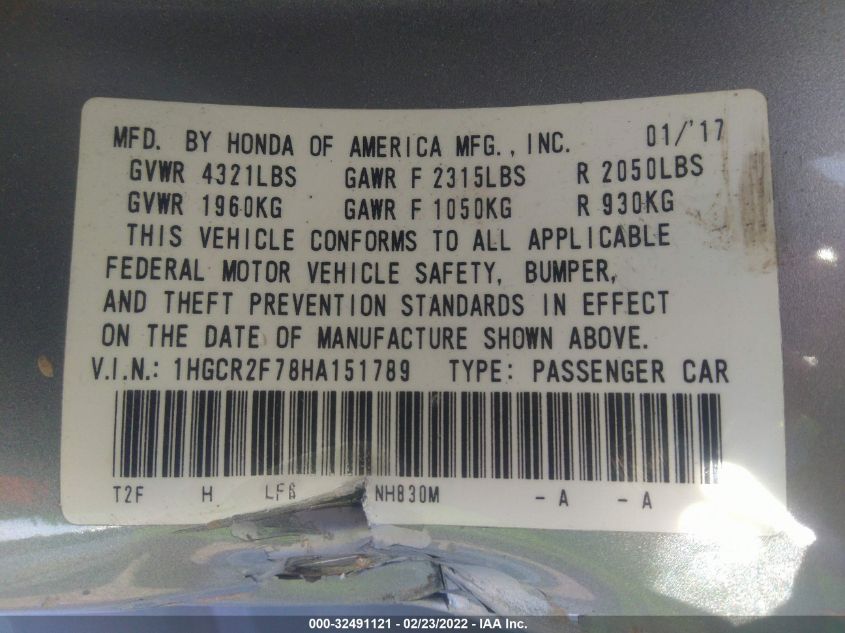 MFD. BY HONDA OF AMERICA MFG., INC. 01/'17
GVWR 4321LBS GAWR F 2315LBS R 2050LBS
GVWR 1960KG GAWR F 1050KG R 930KG
THIS VEHICLE CONFORMS TO ALL APPLICABLE
FEDERAL MOTOR VEHICLE SAFETY, BUMPER,
AND THEFT PREVENTION STANDARDS IN EFFECT
ON THE DATE OF MANUFACTURE SHOWN ABOVE.
V.I.N.: 1HGCR2F78HA151789 TYPE: PASSENGER CAR
T2F H NH830M -A -A
000-32491121 - 02/23/2022 - IAA Inc.